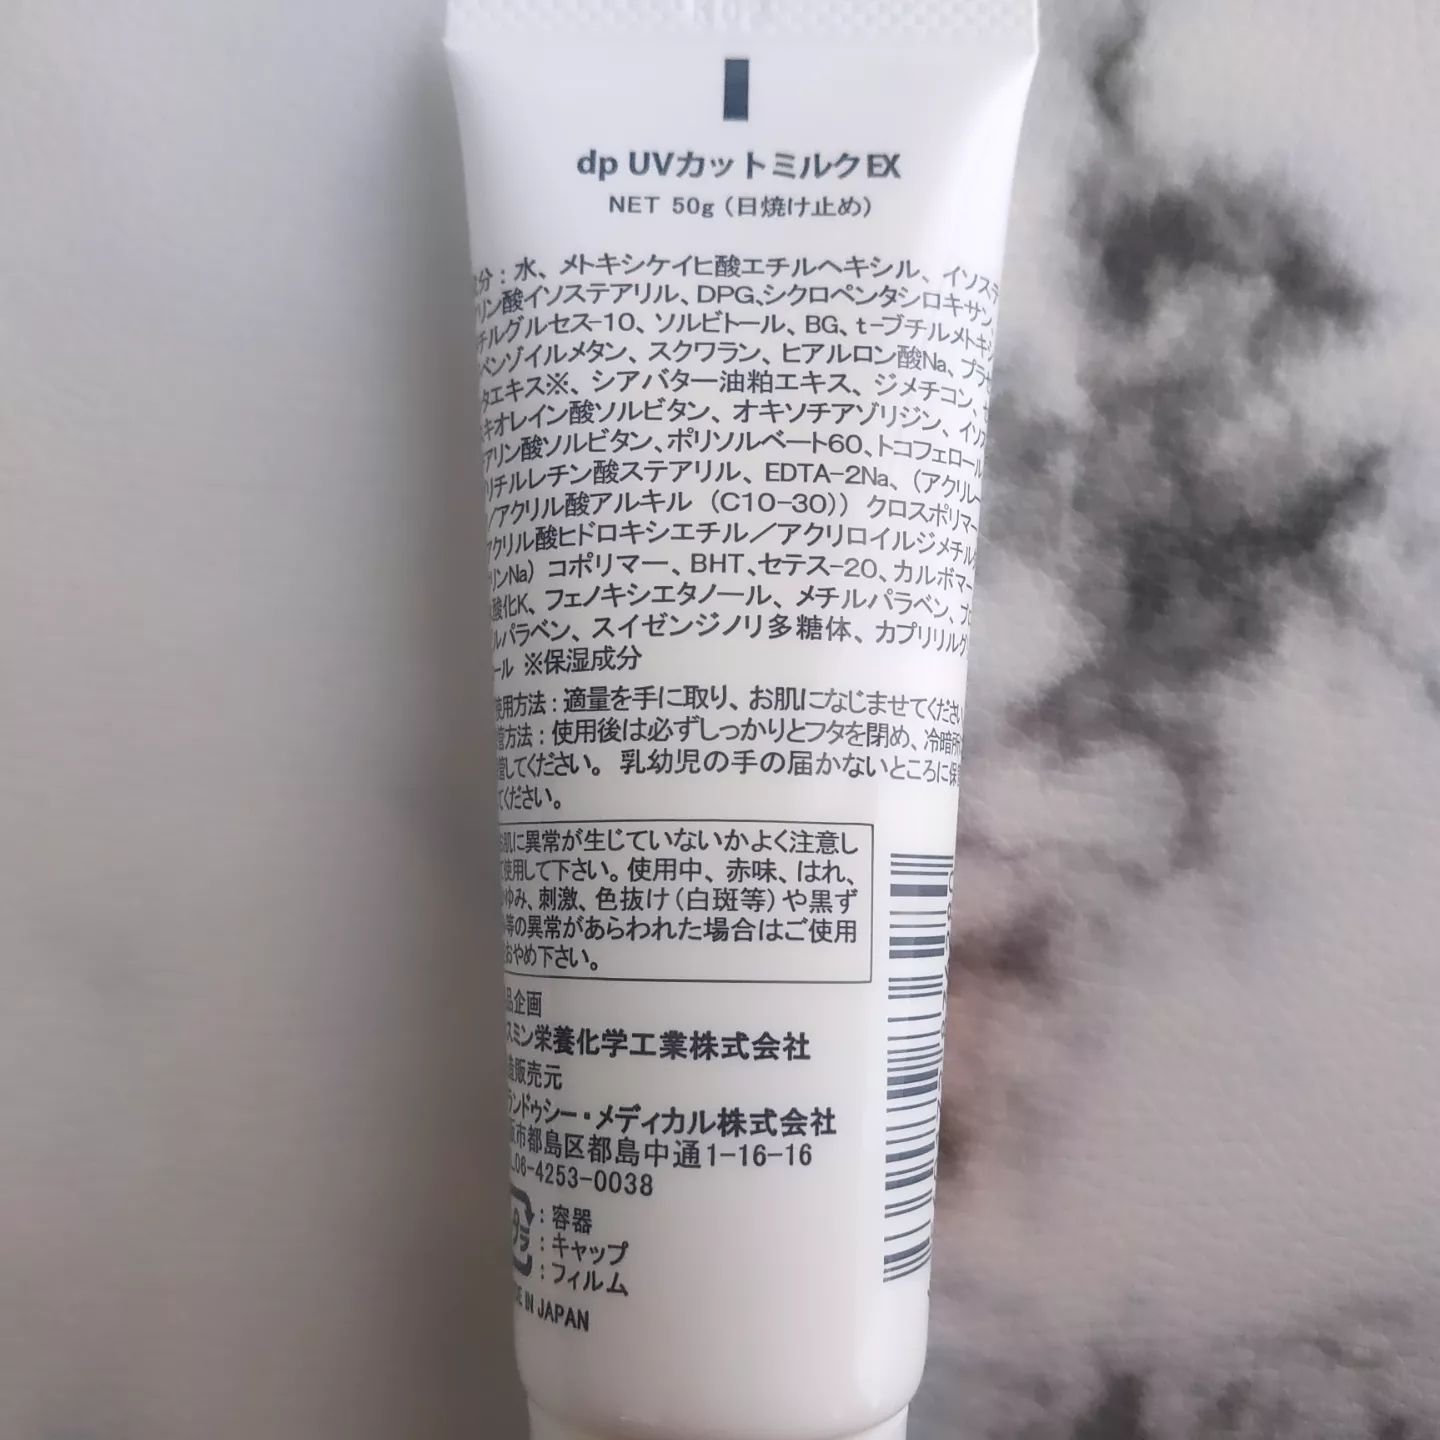 dp UVカットミルクEX
NET 50g (日焼け止め)
分：水、メトキシケイヒ酸エチルヘキシル、イソステ
リン酸イソステアリル、DPG、シクロペンタシロキサン、
チルグルセス-10、ソルビトール、BG、t-ブチルメトキシ
ベンゾイルメタン、スクワラン、ヒアルロン酸Na、プラセ
タエキス※、シアバター油粕エキス、ジメチコン、セ
キオレイン酸ソルビタン、オキソチアゾリジン、イソス
アリン酸ソルビタン、ポリソルベート60、トコフェロール
リチルレチン酸ステアリル、EDTA-2Na、(アクリレー
／アクリル酸アルキル (C10-30)) クロスポリマー
アクリル酸ヒドロキシエチル／アクリロイルジメチル
リンNa) コポリマー、BHT、セテス-20、カルボマー
酸化K、フェノキシエタノール、メチルパラベン、プロ
ルパラベン、スイゼンジノリ多糖体、カプリリルグ
ール ※保湿成分
使用方法：適量を手に取り、お肌になじませてください
管方法：使用後は必ずしっかりとフタを閉め、冷暗所
管してください。乳幼児の手の届かないところに保管
てください。
お肌に異常が生じていないかよく注意し
て使用して下さい。使用中、赤味、はれ、
かゆみ、刺激、色抜け(白斑等)や黒ず
み等の異常があらわれた場合はご使用
をおやめ下さい。
品企画
スミン栄養化学工業株式会社
造販売元
ランドゥシー・メディカル株式会社
阪市都島区都島中通1-16-16
06-4253-0038
プラ：容器
：キャップ
：フィルム
DE IN JAPAN